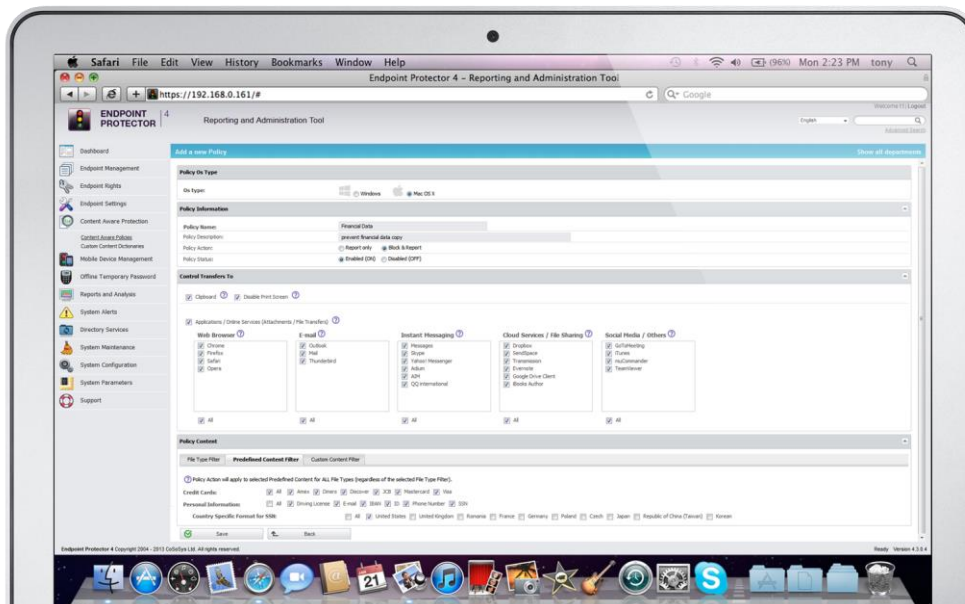 Safari File Edit View History Bookmarks Window Help (96%) Mon 2:23 PM tony
Endpoint Protector 4 - Reporting and Administration Tool
https://192.168.0.161/# Google
Welcome !!| Logout
ENDPOINT PROTECTOR 4 Reporting and Administration Tool English
Advanced Search
Dashboard
Endpoint Management
Endpoint Rights
Endpoint Settings
Content Aware Protection
Content Aware Policies
Custom Content Dictionaries
Mobile Device Management
Offline Temporary Password
Reports and Analysis
System Alerts
Directory Services
System Maintenance
System Configuration
System Parameters
Support
Add a new Policy Show all departments
Policy Os Type
Os type: Windows Mac OS X
Policy Information
Policy Name: Financial Data
Policy Description: prevent financial data copy
Policy Action: Report only Block & Report
Policy Status: Enabled (ON) Disabled (OFF)
Control Transfers To
Clipboard Disable Print Screen
Applications / Online Services (Attachments / File Transfers)
Web Browser
Chrome
Firefox
Safari
Opera
All
E-mail
Outlook
Mail
Thunderbird
All
Instant Messaging
Messages
Skype
Yahoo! Messenger
Adium
AIM
QQ International
All
Cloud Services / File Sharing
Dropbox
SendSpace
Transmission
Evernote
Google Drive Client
iBooks Author
All
Social Media / Others
GoToMeeting
iTunes
muCommander
TeamViewer
All
Policy Content
File Type Filter Predefined Content Filter Custom Content Filter
Policy Action will apply to selected Predefined Content for ALL File Types (regardless of the selected File Type Filter).
Credit Cards: All Amex Diners Discover JCB Mastercard Visa
Personal Information: All Driving License E-mail IBAN ID Phone Number SSN
Country Specific Format for SSN: All United States United Kingdom Romania France Germany Poland Czech Japan Republic of China (Taiwan) Korean
Save Back
Endpoint Protector 4 Copyright 2004 - 2013 CoSoSys Ltd. All rights reserved. Ready Version 4.3.0.4
21